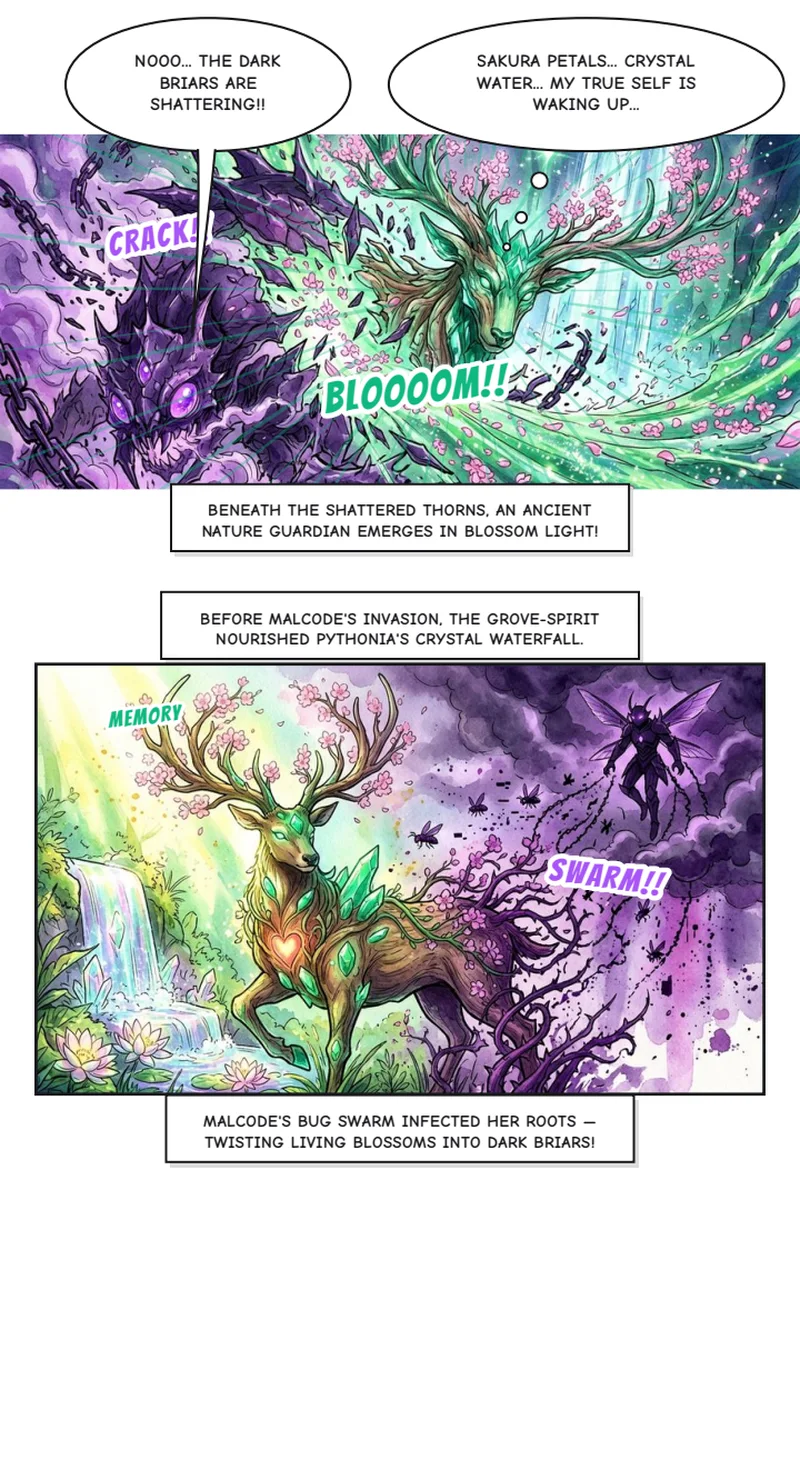 NOOO... THE DARK
BRIARS ARE
SHATTERING!!
SAKURA PETALS... CRYSTAL
WATER... MY TRUE SELF IS
WAKING UP...
CRACK!!
BLOOOOM!!
BENEATH THE SHATTERED THORNS, AN ANCIENT
NATURE GUARDIAN EMERGES IN BLOSSOM LIGHT!
BEFORE MALCODE'S INVASION, THE GROVE-SPIRIT
NOURISHED PYTHONIA'S CRYSTAL WATERFALL.
MEMORY
SWARM!!
MALCODE'S BUG SWARM INFECTED HER ROOTS —
TWISTING LIVING BLOSSOMS INTO DARK BRIARS!